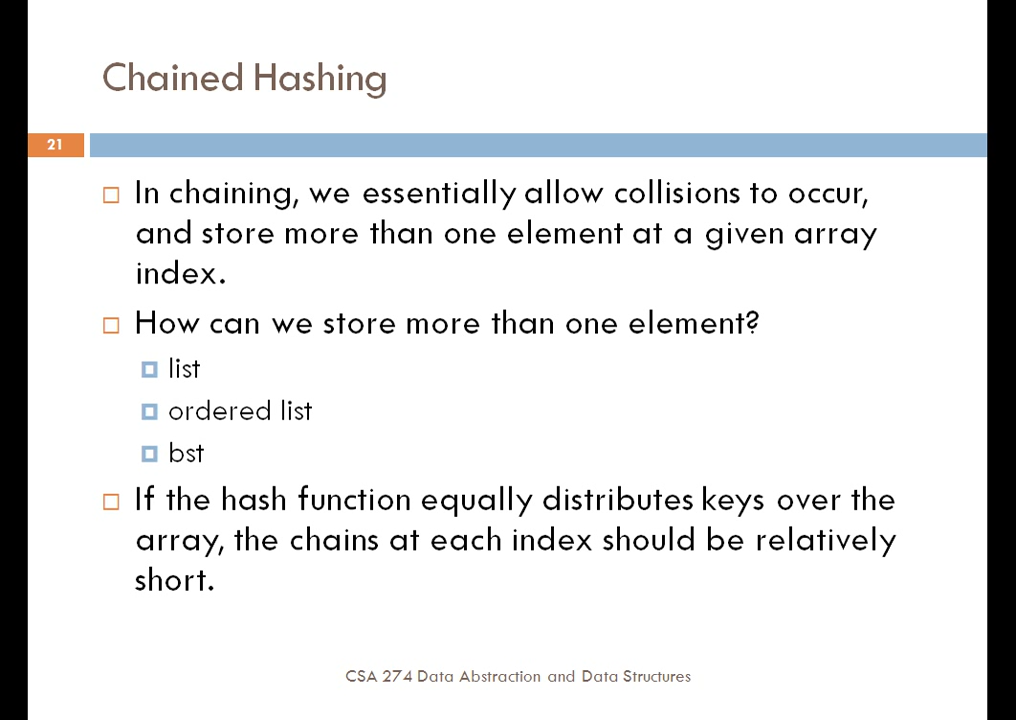 Chained Hashing
21
In chaining, we essentially allow collisions to occur,
and store more than one element at a given array
index.
How can we store more than one element?
list
ordered list
bst
If the hash function equally distributes keys over the
array, the chains at each index should be relatively
short.
CSA 274 Data Abstraction and Data Structures